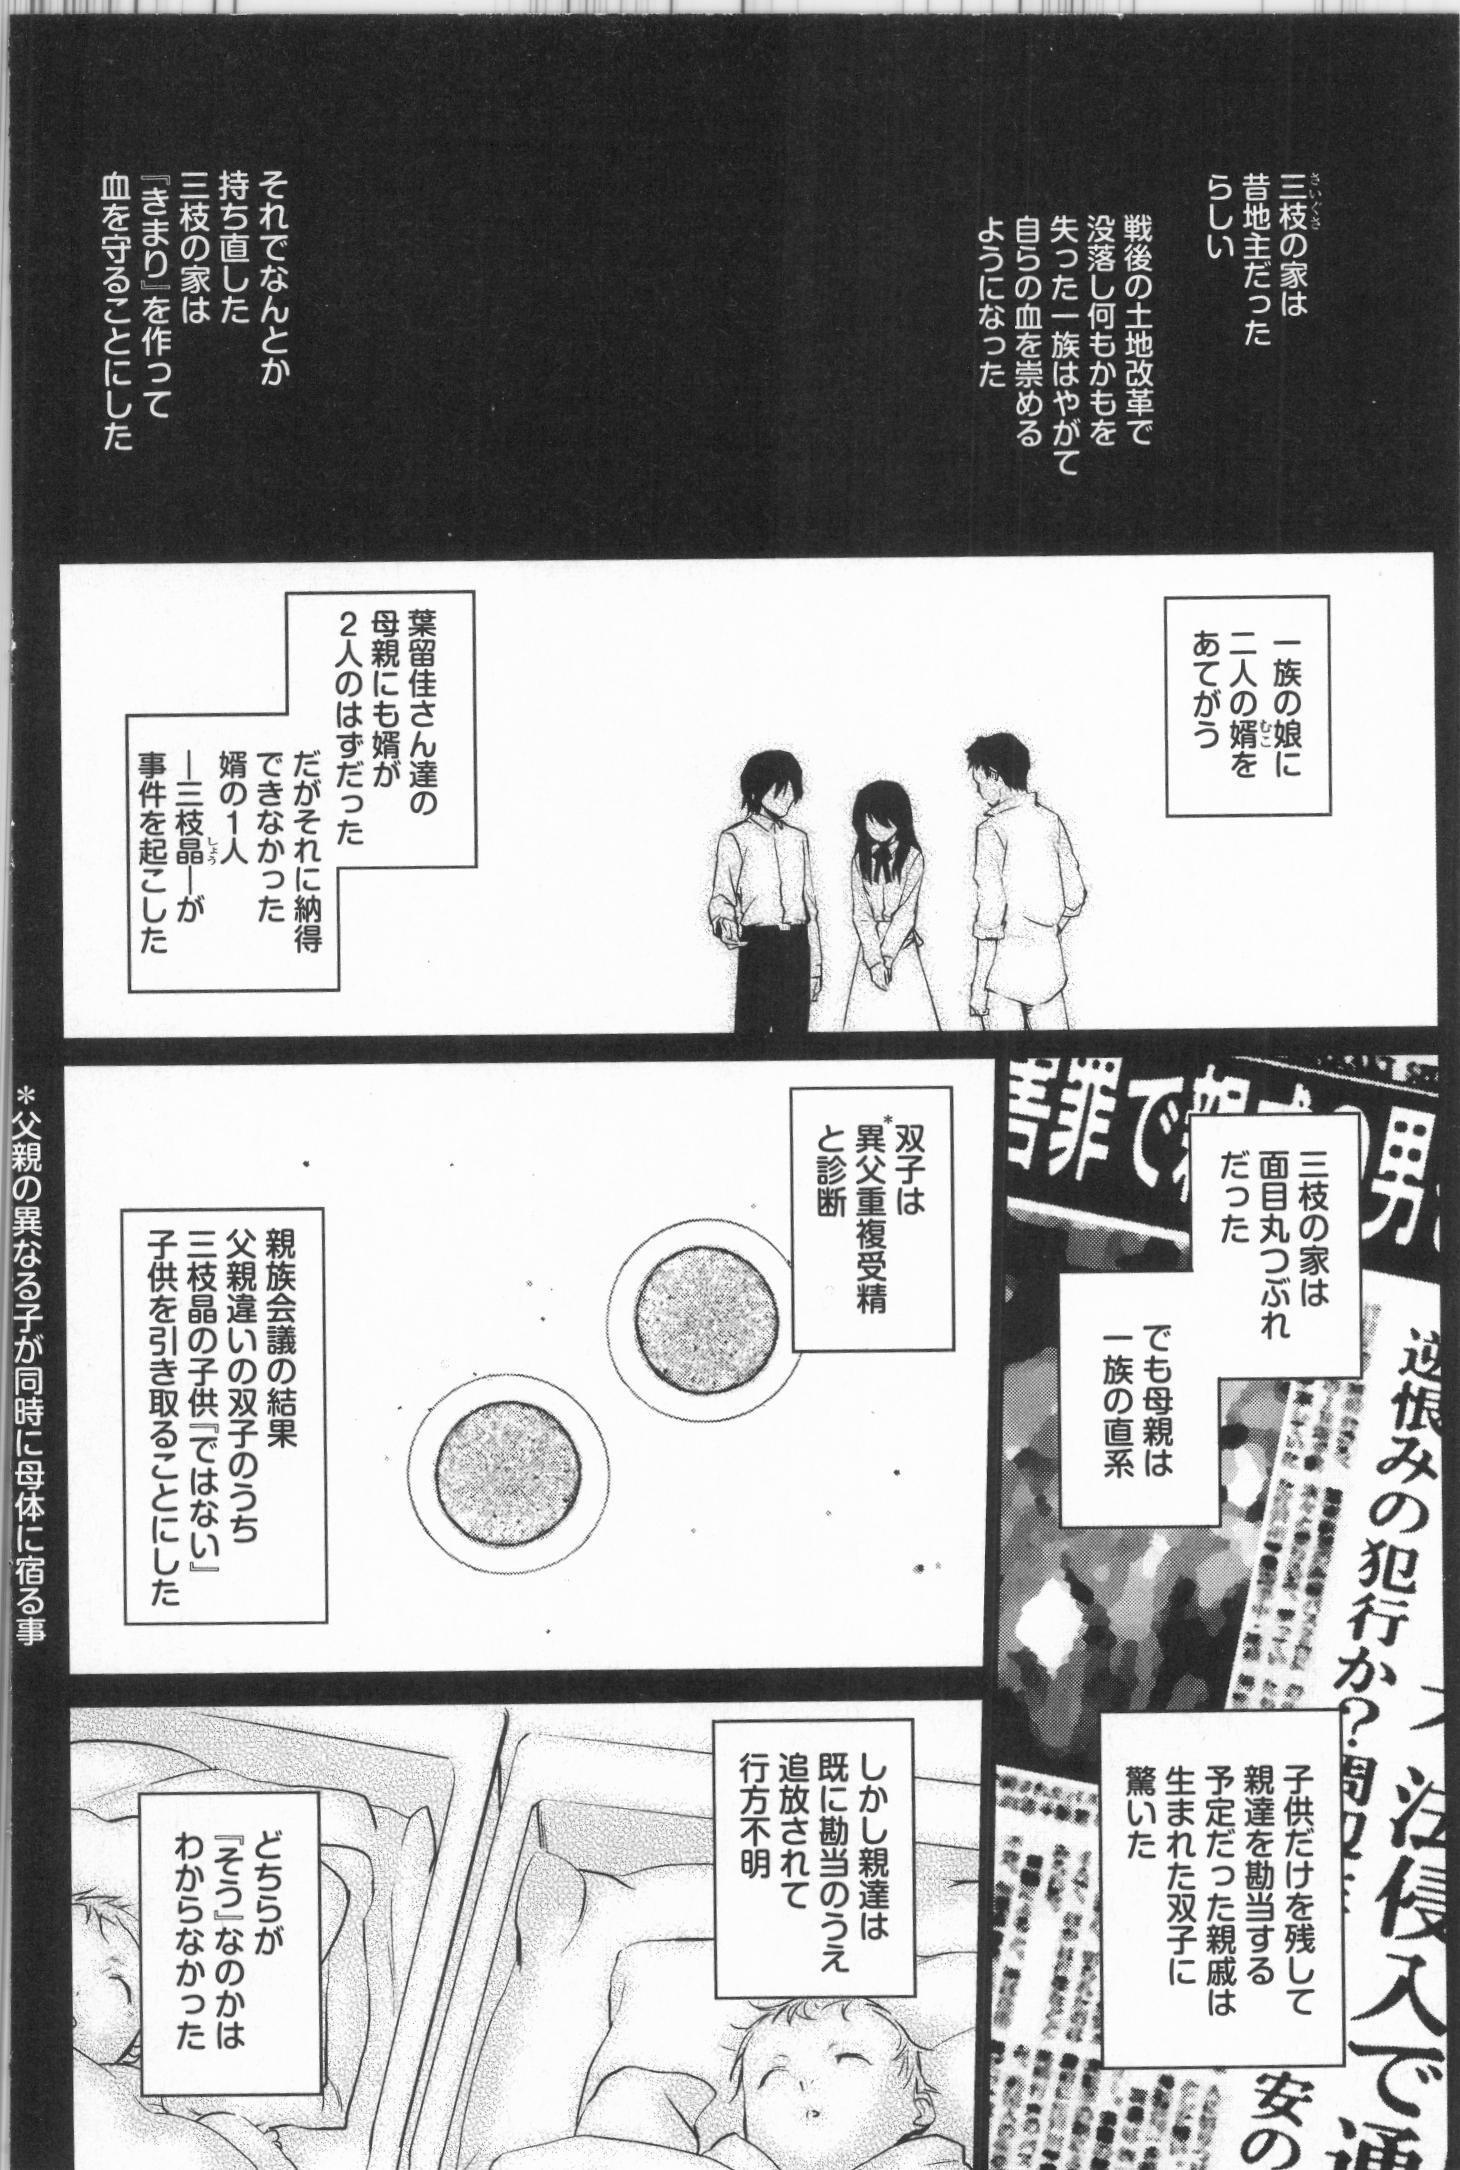 三枝の家は
さいぐさ
昔地主だった
らしい
戦後の土地改革で
没落し何もかもを
失った一族はやがて
自らの血を崇める
ようになった
それでなんとか
持ち直した
三枝の家は
『きまり』を作って
血を守ることにした
一族の娘に
二人の婿を
むこ
あてがう
葉留佳さん達の
母親にも婿が
2人のはずだった
だがそれに納得
できなかった
婿の1人
―三枝晶―が
しょう
事件を起こした
三枝の家は
面目丸つぶれ
だった
でも母親は
一族の直系
子供だけを残して
親達を勘当する
予定だった親戚は
生まれた双子に
驚いた
害罪で
男
逆恨みの犯行か?
法侵入で
安の
双子は
*異父重複受精
と診断
親族会議の結果
父親違いの双子のうち
三枝晶の子供『ではない』
子供を引き取ることにした
しかし親達は
既に勘当のうえ
追放されて
行方不明
どちらが
『そう』なのかは
わからなかった
*父親の異なる子が同時に母体に宿る事